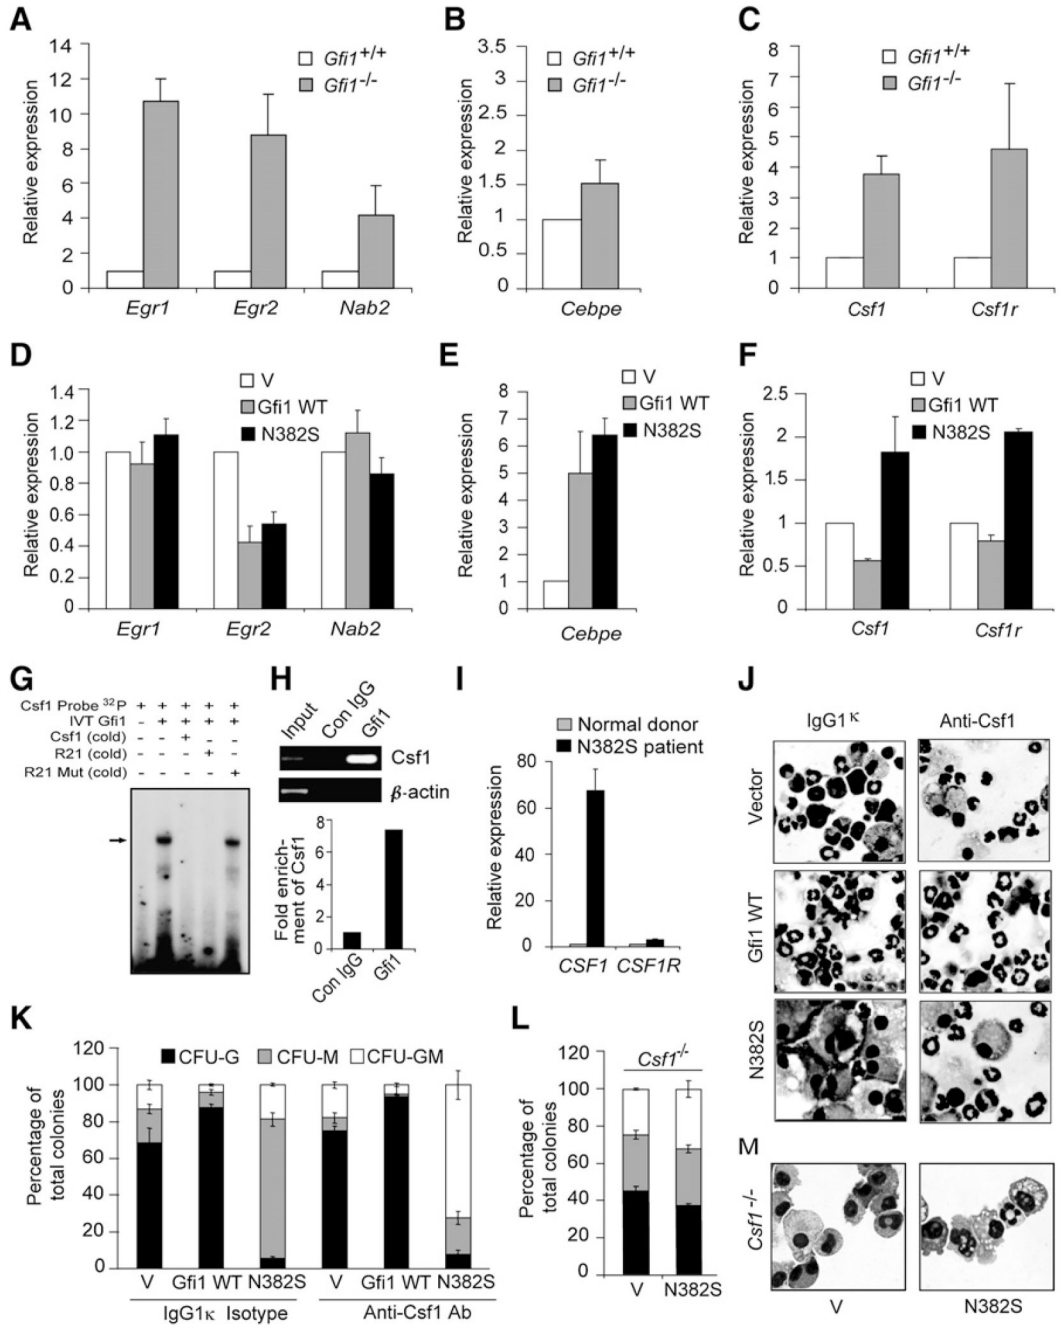 A
Relative expression
14
12
10
8
6
4
2
0
Gfi1+/+
Gfi1-/-
Egr1 Egr2 Nab2
B
Relative expression
3.5
3
2.5
2
1.5
1
0.5
0
Gfi1+/+
Gfi1-/-
Cebpe
C
Relative expression
8
7
6
5
4
3
2
1
0
Gfi1+/+
Gfi1-/-
Csf1 Csf1r
D
Relative expression
1.4
1.2
1.0
0.8
0.6
0.4
0.2
0
V
Gfi1 WT
N382S
Egr1 Egr2 Nab2
E
Relative expression
8
7
6
5
4
3
2
1
0
V
Gfi1 WT
N382S
Cebpe
F
Relative expression
2.5
2
1.5
1
0.5
0
V
Gfi1 WT
N382S
Csf1 Csf1r
G
Csf1 Probe 32P + + + + +
IVT Gfi1 - + + + +
Csf1 (cold) - - + - -
R21 (cold) - - - + -
R21 Mut (cold) - - - - +
H
Input
Con IgG
Gfi1
Csf1
β-actin
Fold enrich-
ment of Csf1
8
6
4
2
0
Con IgG
Gfi1
I
Normal donor
N382S patient
Relative expression
80
60
40
20
0
CSF1 CSF1R
J
IgG1κ Anti-Csf1
Vector
Gfi1 WT
N382S
K
Percentage of
total colonies
120
100
80
60
40
20
0
CFU-G CFU-M CFU-GM
V Gfi1 WT N382S V Gfi1 WT N382S
IgG1κ Isotype Anti-Csf1 Ab
L
Percentage of
total colonies
120
100
80
60
40
20
0
Csf1-/-
V N382S
M
Csf1-/-
V N382S